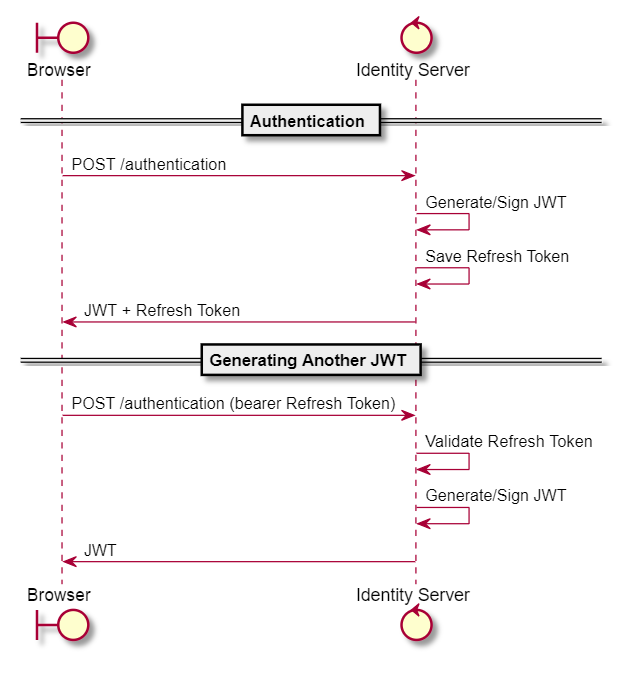 Browser
Identity Server
Authentication
POST /authentication
Generate/Sign JWT
Save Refresh Token
JWT + Refresh Token
Generating Another JWT
POST /authentication (bearer Refresh Token)
Validate Refresh Token
Generate/Sign JWT
JWT
Browser
Identity Server